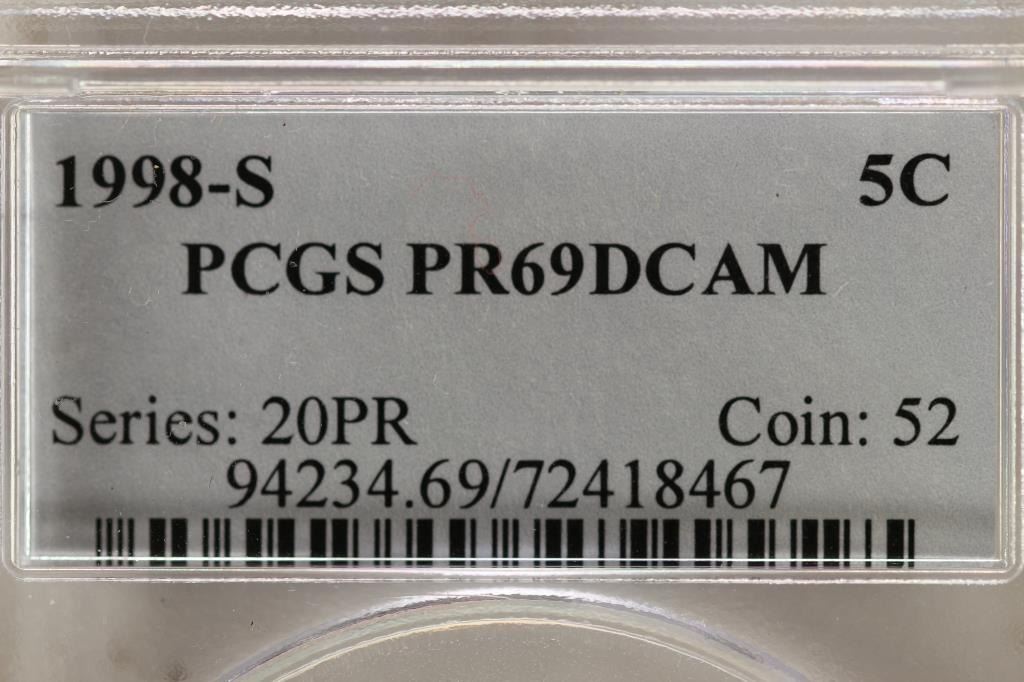 1998-S 5C
PCGS PR69DCAM
Series: 20PR Coin: 52
94234.69/72418467